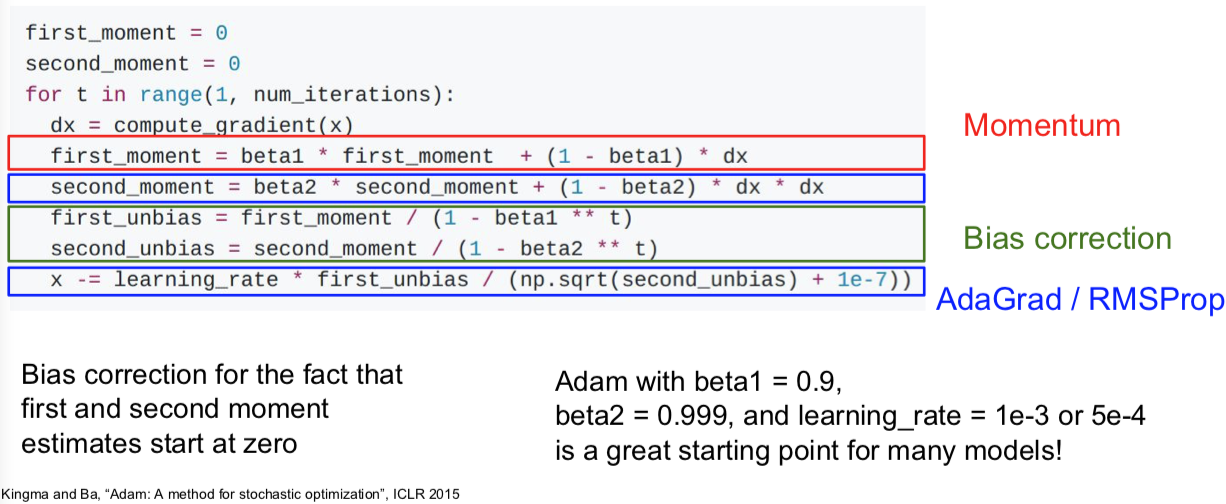 first_moment = 0
second_moment = 0
for t in range(1, num_iterations):
  dx = compute_gradient(x)
  first_moment = beta1 * first_moment  + (1 - beta1) * dx
  second_moment = beta2 * second_moment + (1 - beta2) * dx * dx
  first_unbias = first_moment / (1 - beta1 ** t)
  second_unbias = second_moment / (1 - beta2 ** t)
  x -= learning_rate * first_unbias / (np.sqrt(second_unbias) + 1e-7))
Momentum
Bias correction
AdaGrad / RMSProp
Bias correction for the fact that
first and second moment
estimates start at zero
Adam with beta1 = 0.9,
beta2 = 0.999, and learning_rate = 1e-3 or 5e-4
is a great starting point for many models!
Kingma and Ba, “Adam: A method for stochastic optimization”, ICLR 2015